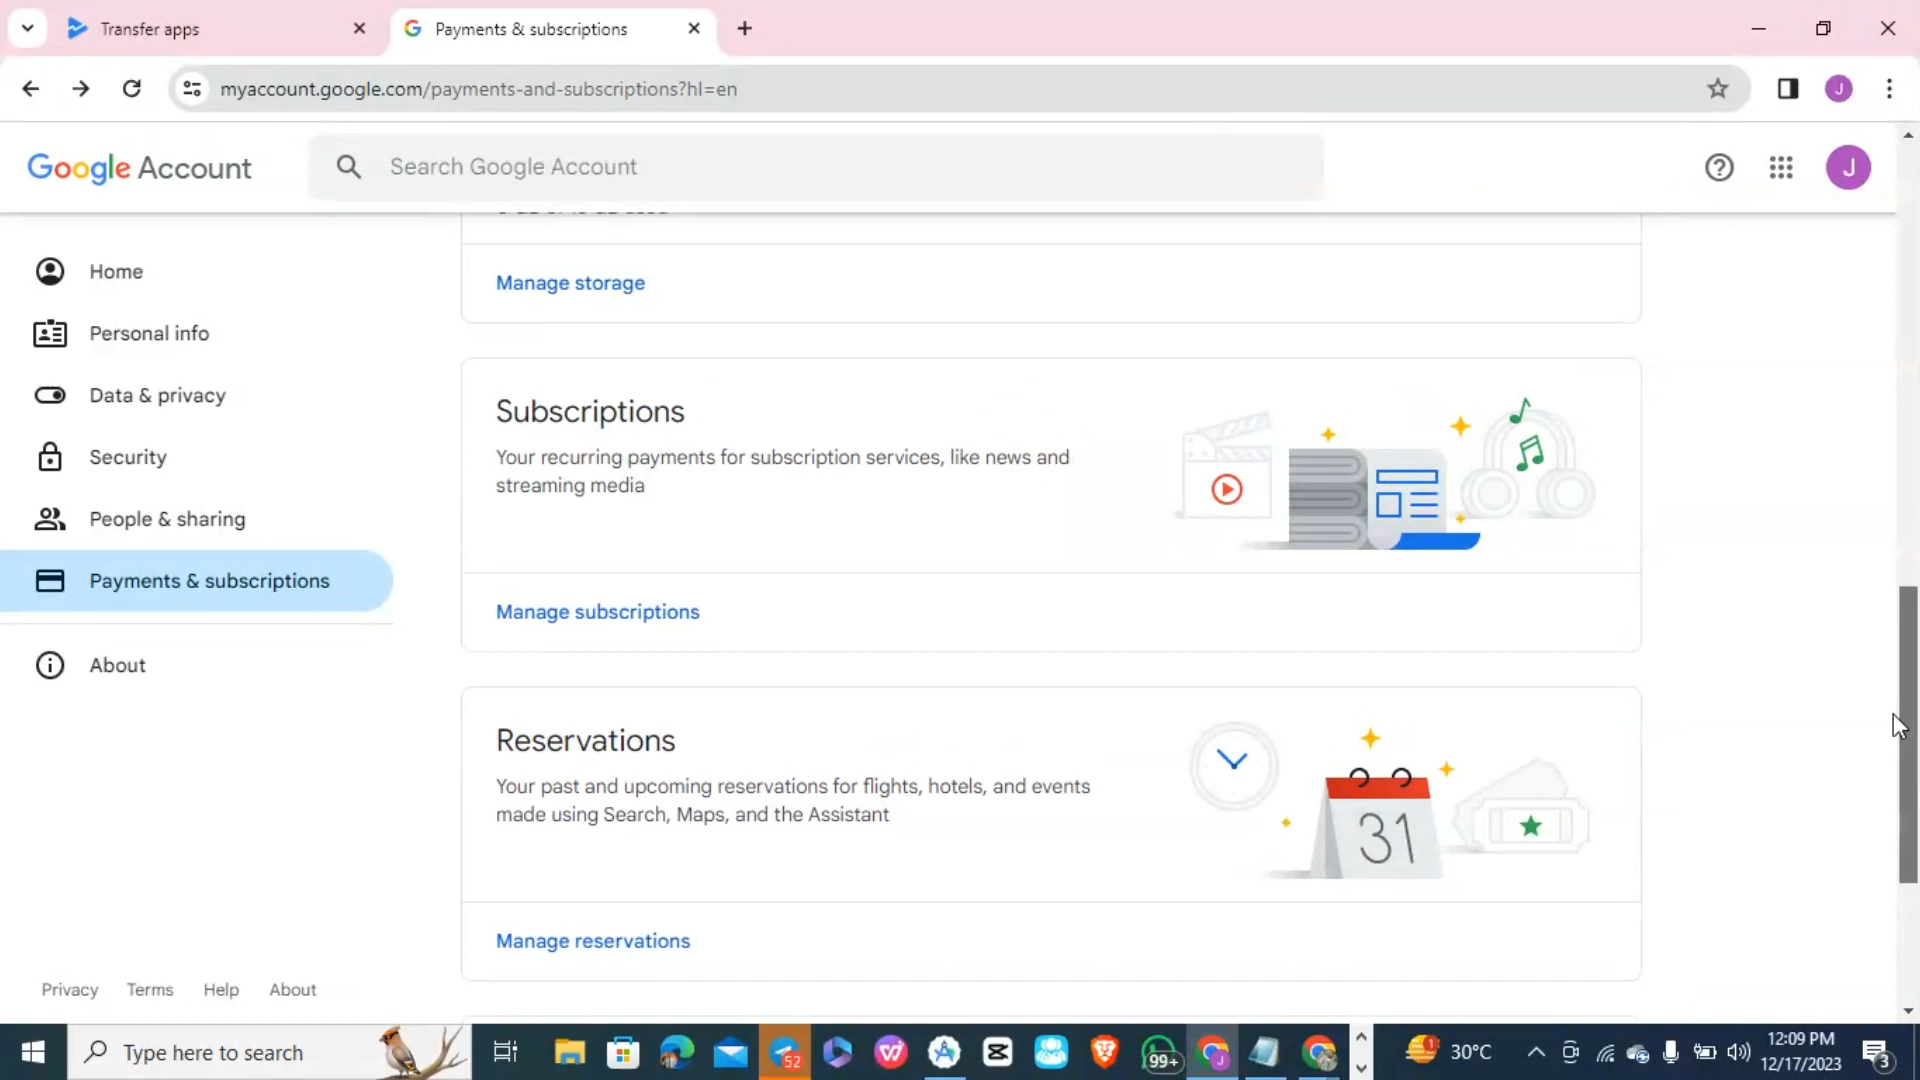 Transfer apps
Payments & subscriptions
myaccount.google.com/payments-and-subscriptions?hl=en
J
Google Account
Search Google Account
J
Home
Personal info
Data & privacy
Security
People & sharing
Payments & subscriptions
About
Manage storage
Subscriptions
Your recurring payments for subscription services, like news and
streaming media
Manage subscriptions
Reservations
Your past and upcoming reservations for flights, hotels, and events
made using Search, Maps, and the Assistant
31
Manage reservations
Privacy Terms Help About
Type here to search
52
99+
J
30°C
12:09 PM
12/17/2023
3